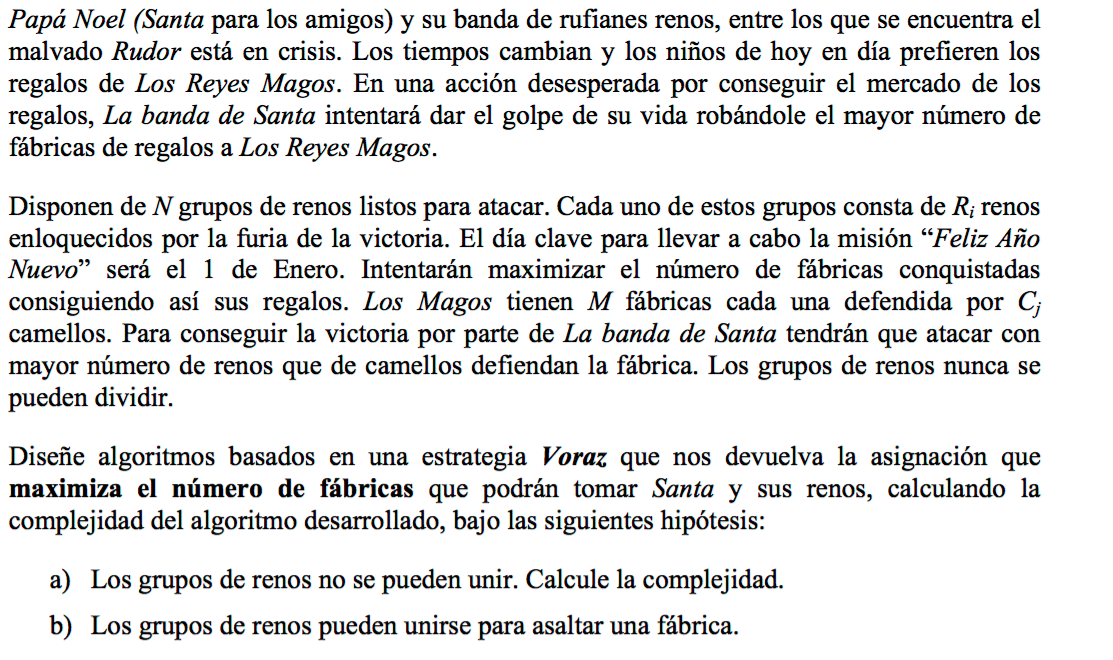 Papá Noel (Santa para los amigos) y su banda de rufianes renos, entre los que se encuentra el
malvado Rudor está en crisis. Los tiempos cambian y los niños de hoy en día prefieren los
regalos de Los Reyes Magos. En una acción desesperada por conseguir el mercado de los
regalos, La banda de Santa intentará dar el golpe de su vida robándole el mayor número de
fábricas de regalos a Los Reyes Magos.
Disponen de N grupos de renos listos para atacar. Cada uno de estos grupos consta de Ri renos
enloquecidos por la furia de la victoria. El día clave para llevar a cabo la misión “Feliz Año
Nuevo” será el 1 de Enero. Intentarán maximizar el número de fábricas conquistadas
consiguiendo así sus regalos. Los Magos tienen M fábricas cada una defendida por Cj
camellos. Para conseguir la victoria por parte de La banda de Santa tendrán que atacar con
mayor número de renos que de camellos defiendan la fábrica. Los grupos de renos nunca se
pueden dividir.
Diseñe algoritmos basados en una estrategia Voraz que nos devuelva la asignación que
maximiza el número de fábricas que podrán tomar Santa y sus renos, calculando la
complejidad del algoritmo desarrollado, bajo las siguientes hipótesis:
a) Los grupos de renos no se pueden unir. Calcule la complejidad.
b) Los grupos de renos pueden unirse para asaltar una fábrica.